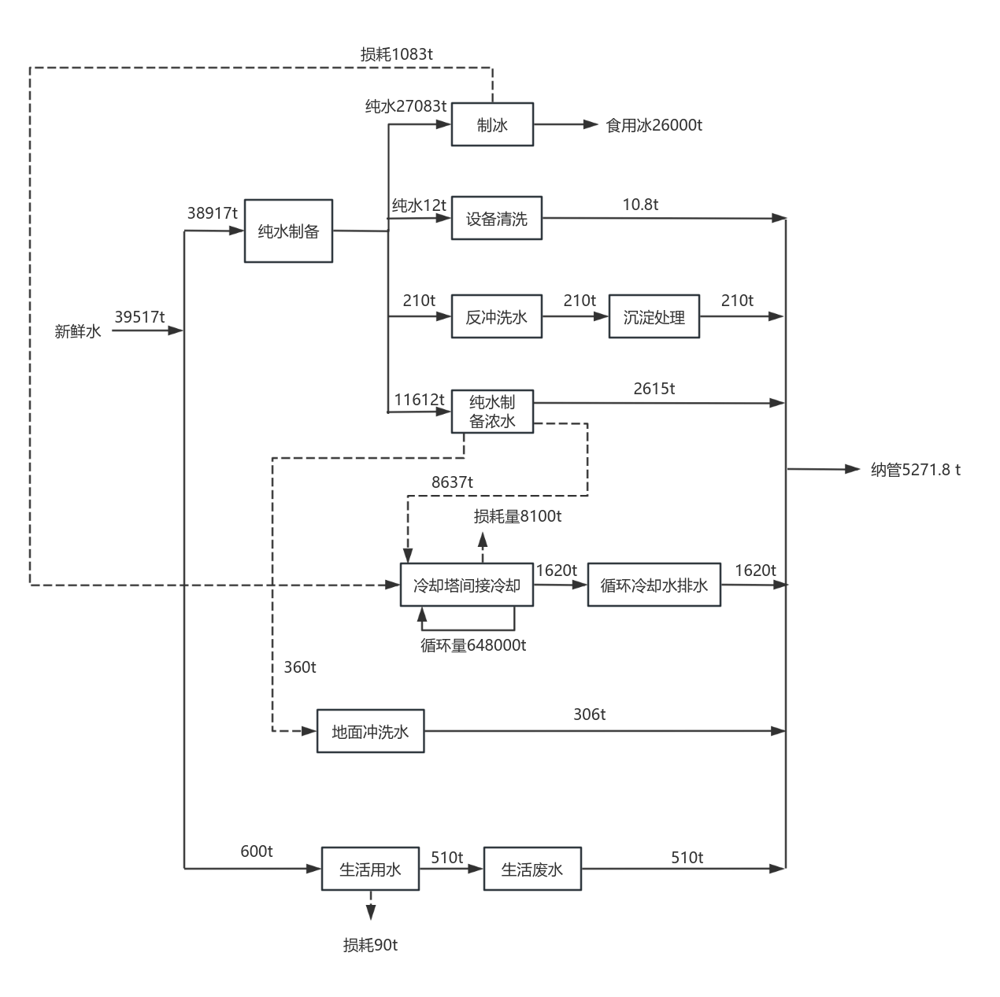 损耗1083t
纯水27083t
制冰
食用冰26000t
38917t
纯水制备
纯水12t
设备清洗
10.8t
新鲜水
39517t
210t
反冲洗水
210t
沉淀处理
210t
11612t
纯水制
备浓水
2615t
纳管5271.8 t
8637t
损耗量8100t
冷却塔间接冷却
1620t
循环冷却水排水
1620t
循环量648000t
360t
地面冲洗水
306t
600t
生活用水
510t
生活废水
510t
损耗90t